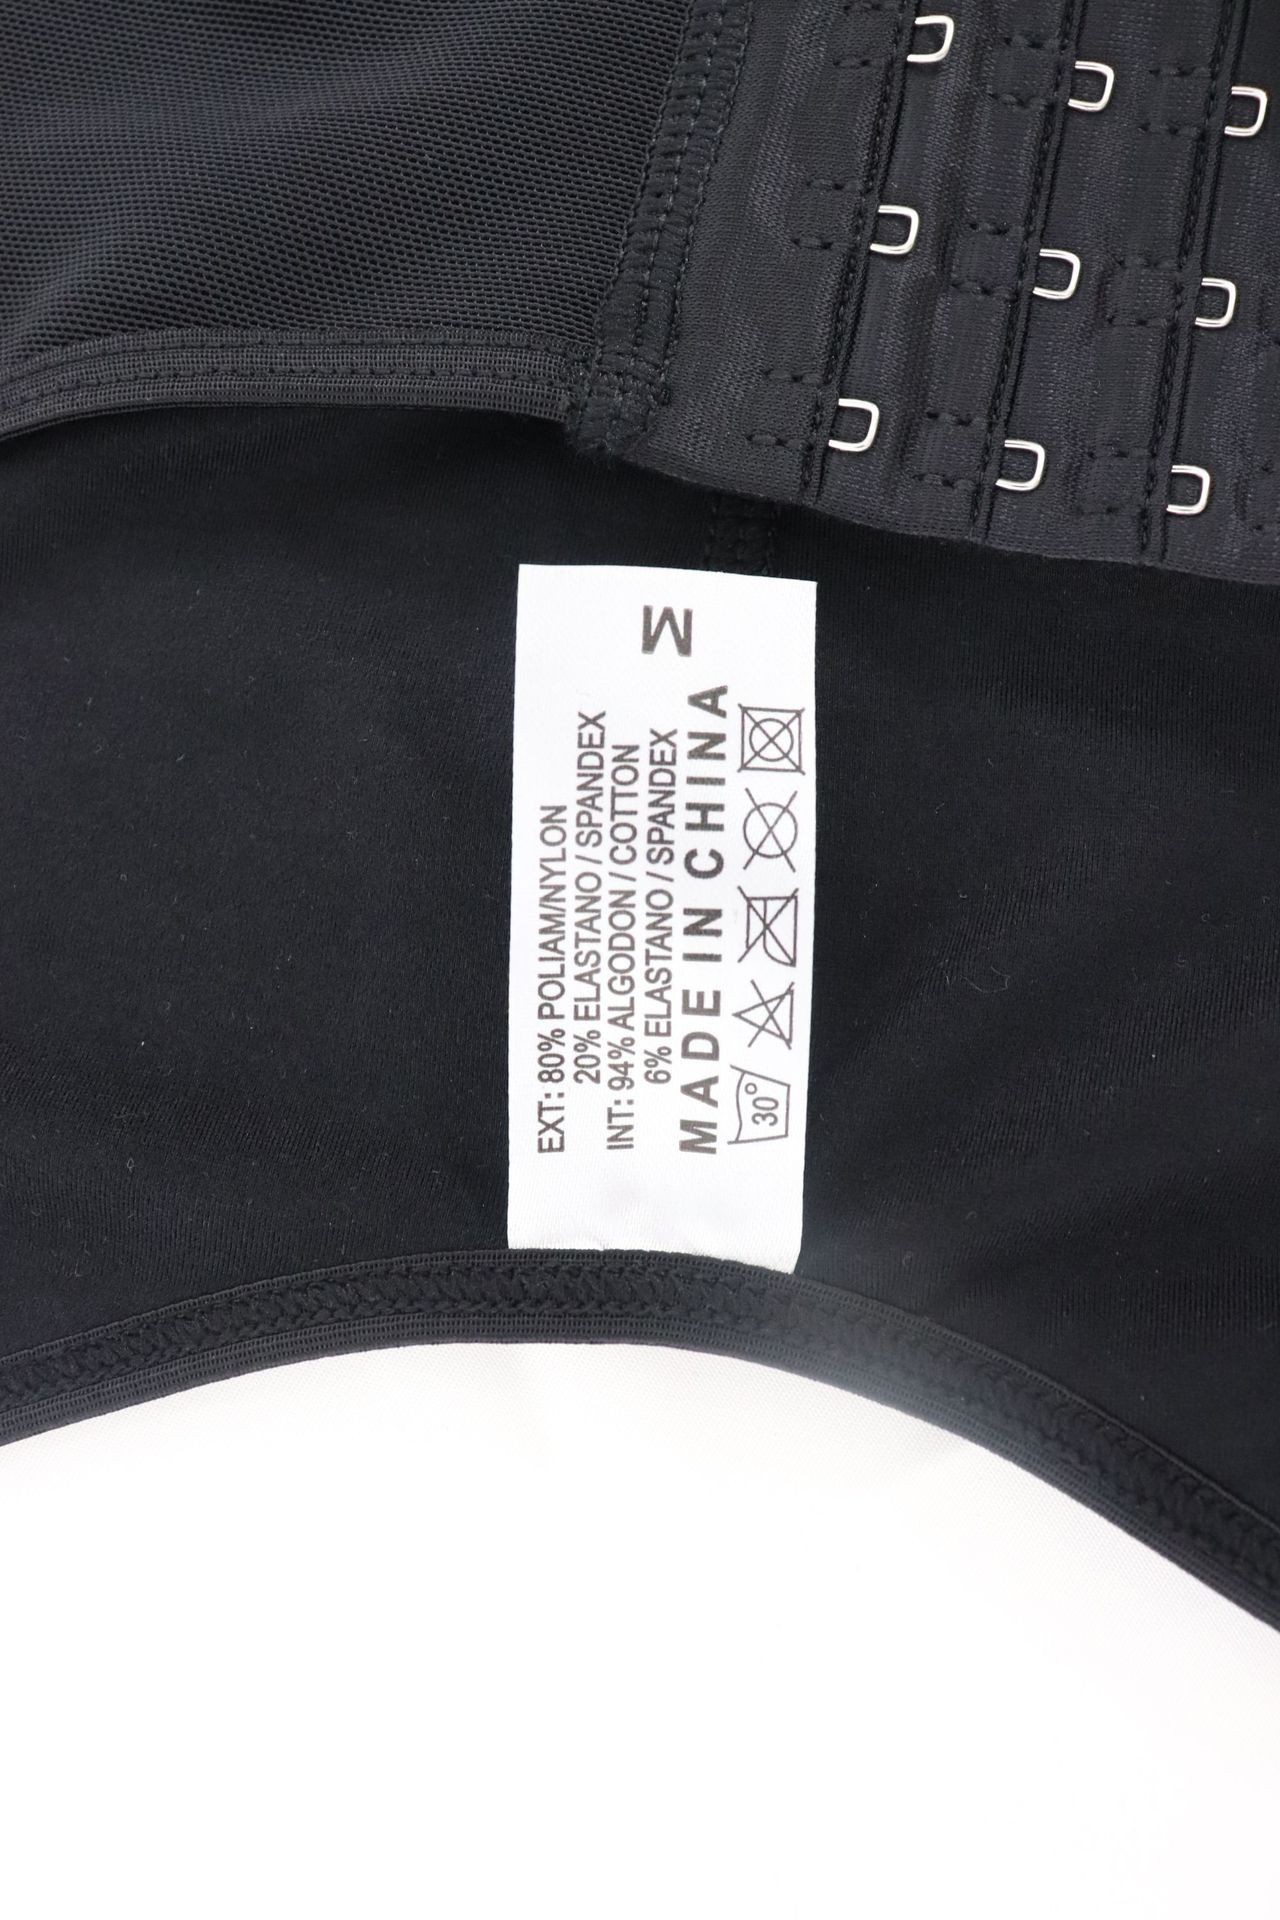 EXT: 80% POLIAM/NYLON
20% ELASTANO / SPANDEX
INT: 94% ALGODON / COTTON
6% ELASTANO / SPANDEX
MADE IN CHINA
30°
M